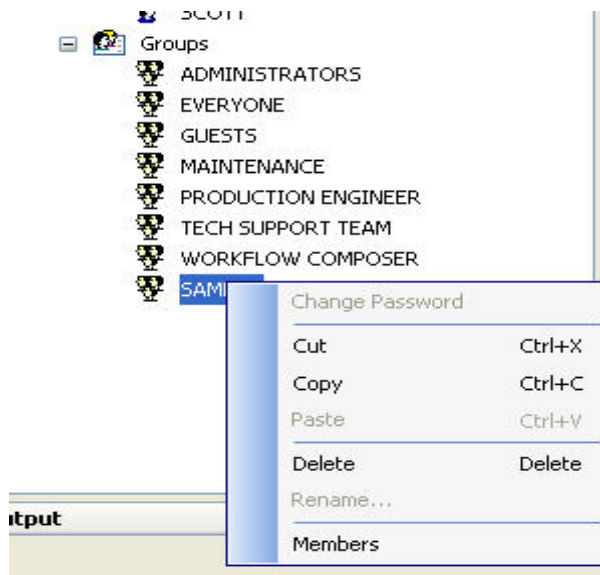 SCOTT
Groups
ADMINISTRATORS
EVERYONE
GUESTS
MAINTENANCE
PRODUCTION ENGINEER
TECH SUPPORT TEAM
WORKFLOW COMPOSER
Change Password
Cut Ctrl+X
Copy Ctrl+C
Paste Ctrl+V
Delete Delete
Rename...
Members